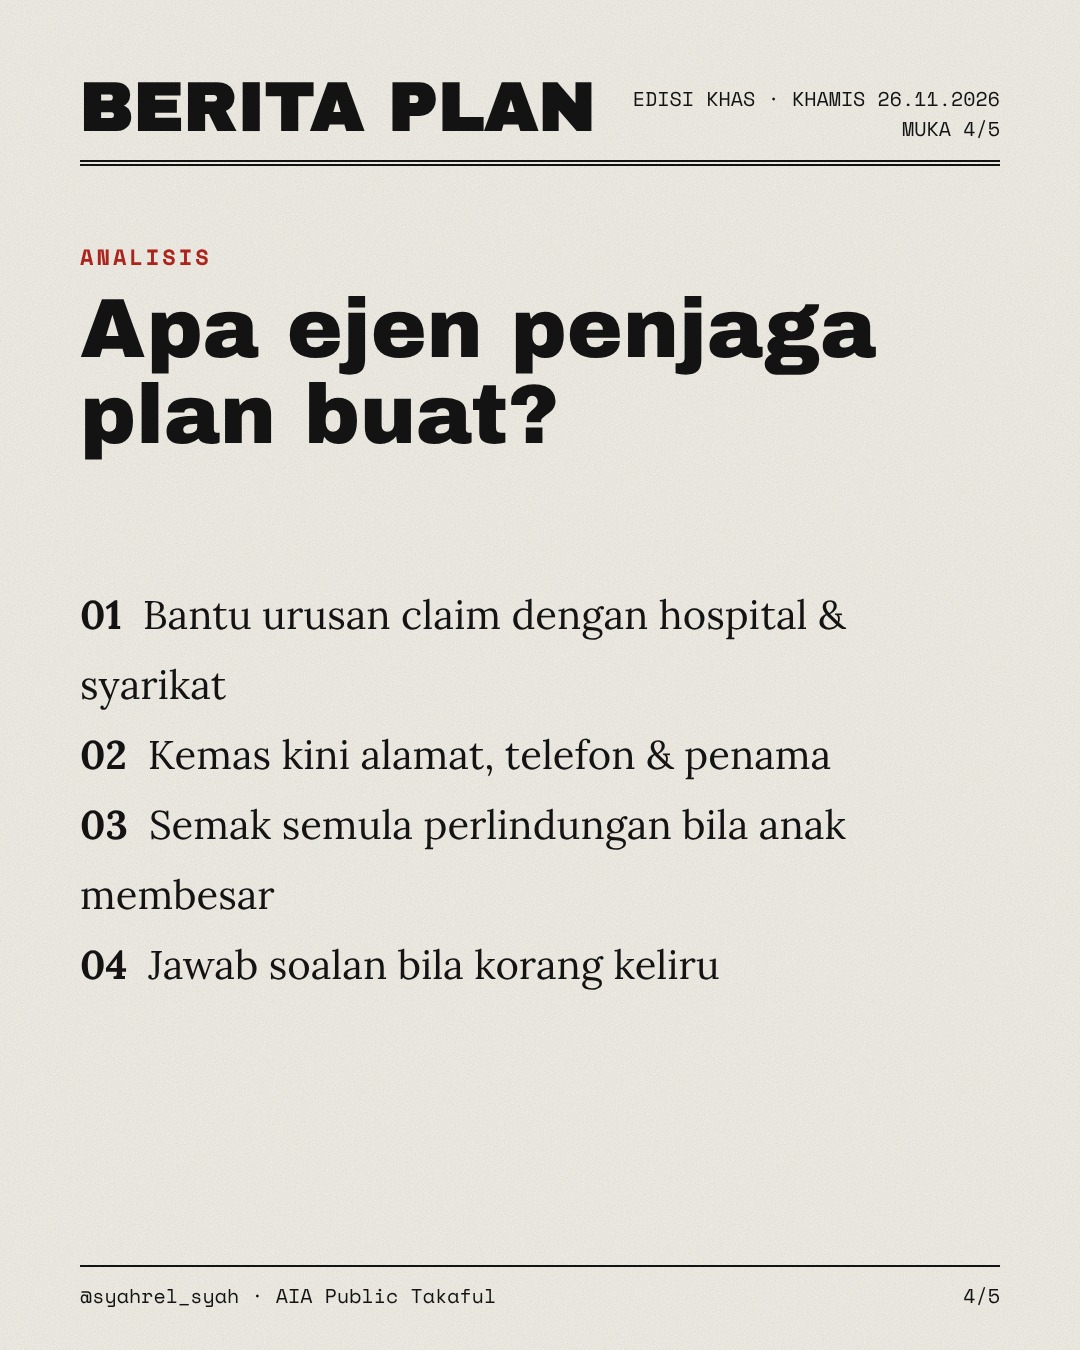 BERITA PLAN
EDISI KHAS · KHAMIS 26.11.2026
MUKA 4/5
ANALISIS
Apa ejen penjaga
plan buat?
01 Bantu urusan claim dengan hospital &
syarikat
02 Kemas kini alamat, telefon & penama
03 Semak semula perlindungan bila anak
membesar
04 Jawab soalan bila korang keliru
@syahrel_syah · AIA Public Takaful
4/5